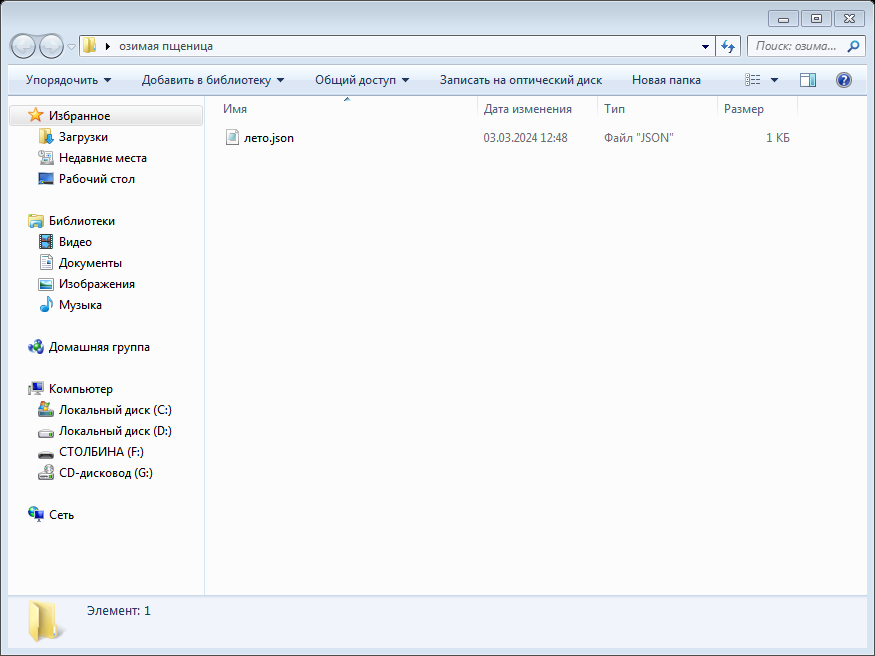 озимая пщеница
Поиск: озима...
Упорядочить
Добавить в библиотеку
Общий доступ
Записать на оптический диск
Новая папка
?
Избранное
Загрузки
Недавние места
Рабочий стол
Библиотеки
Видео
Документы
Изображения
Музыка
Домашняя группа
Компьютер
Локальный диск (C:)
Локальный диск (D:)
СТОЛБИНА (F:)
CD-дисковод (G:)
Сеть
Имя Дата изменения Тип Размер
лето.json 03.03.2024 12:48 Файл "JSON" 1 КБ
Элемент: 1